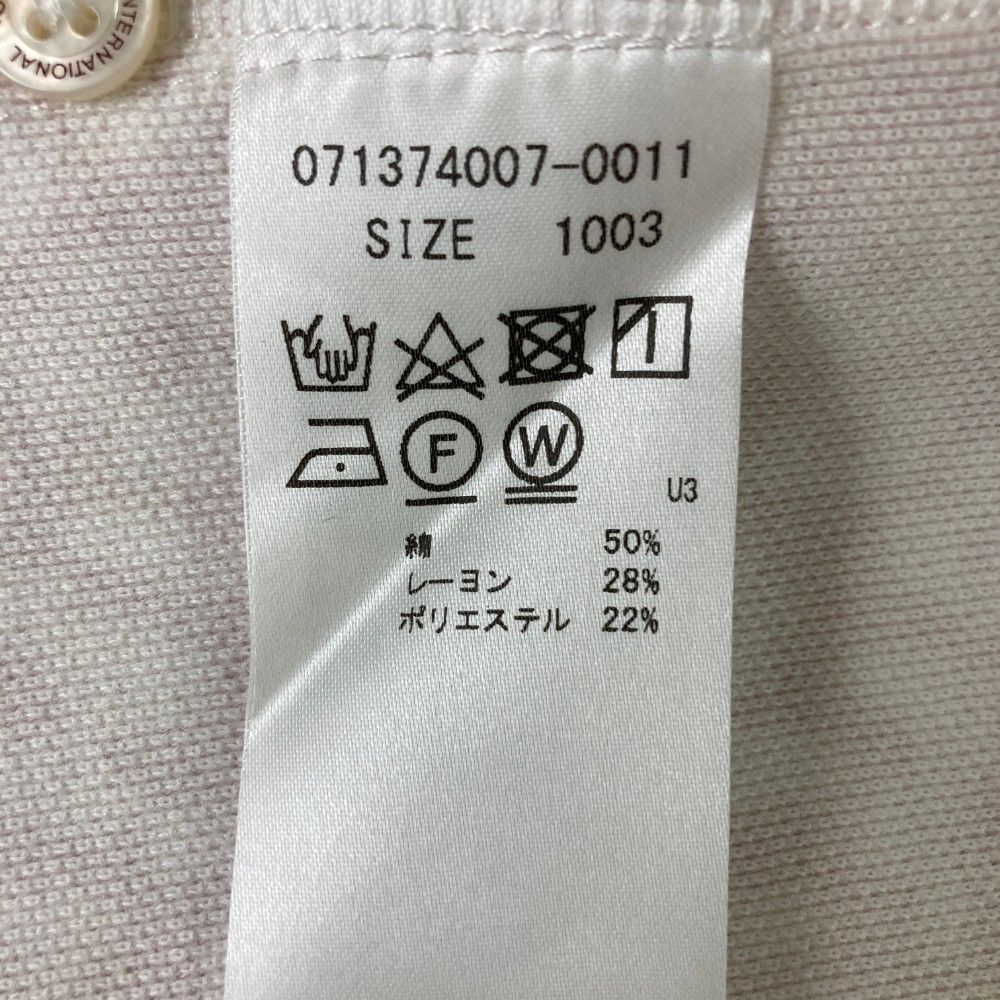 INTERNATIONAL
071374007-0011
SIZE 1003
F W
U3
綿 50%
レーヨン 28%
ポリエステル 22%